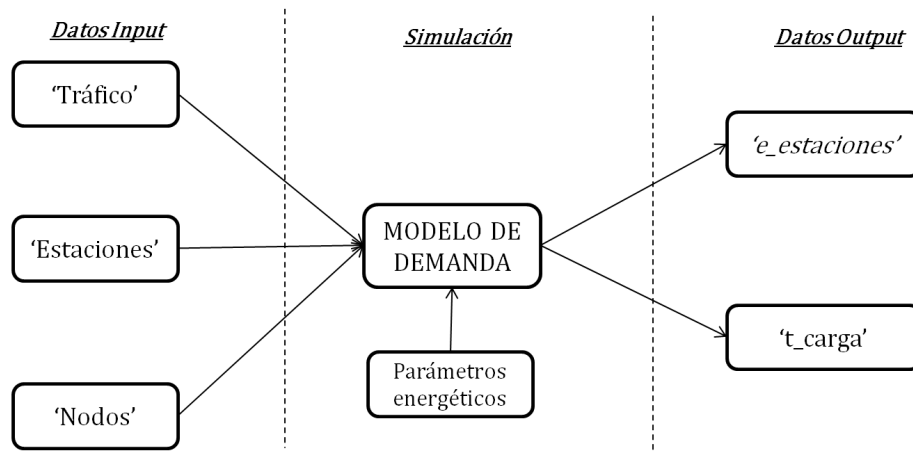 Datos Input
Simulación
Datos Output
‘Tráfico’
‘Estaciones’
‘Nodos’
MODELO DE
DEMANDA
Parámetros
energéticos
‘e_estaciones’
‘t_carga’